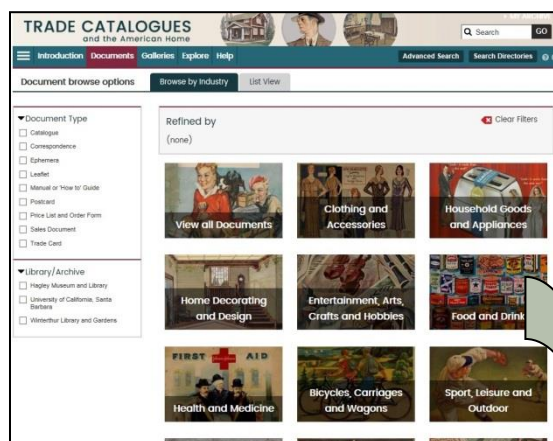 TRADE CATALOGUES
and the American Home
Search
GO
Introduction Documents Galleries Explore Help
Advanced Search Search Directories
Document browse options
Browse by Industry
List View
Document Type
Catalogue
Correspondence
Ephemera
Leaflet
Manual or 'How to' Guide
Postcard
Price List and Order Form
Sales Document
Trade Card
Library/Archive
Hagley Museum and Library
University of California, Santa
Barbara
Winterthur Library and Gardens
Refined by
Clear Filters
(none)
View all Documents
Clothing and
Accessories
Household Goods
and Appliances
Home Decorating
and Design
Entertainment, Arts,
Crafts and Hobbies
Food and Drink
FIRST AID
Health and Medicine
Bicycles, Carriages
and Wagons
Sport, Leisure and
Outdoor